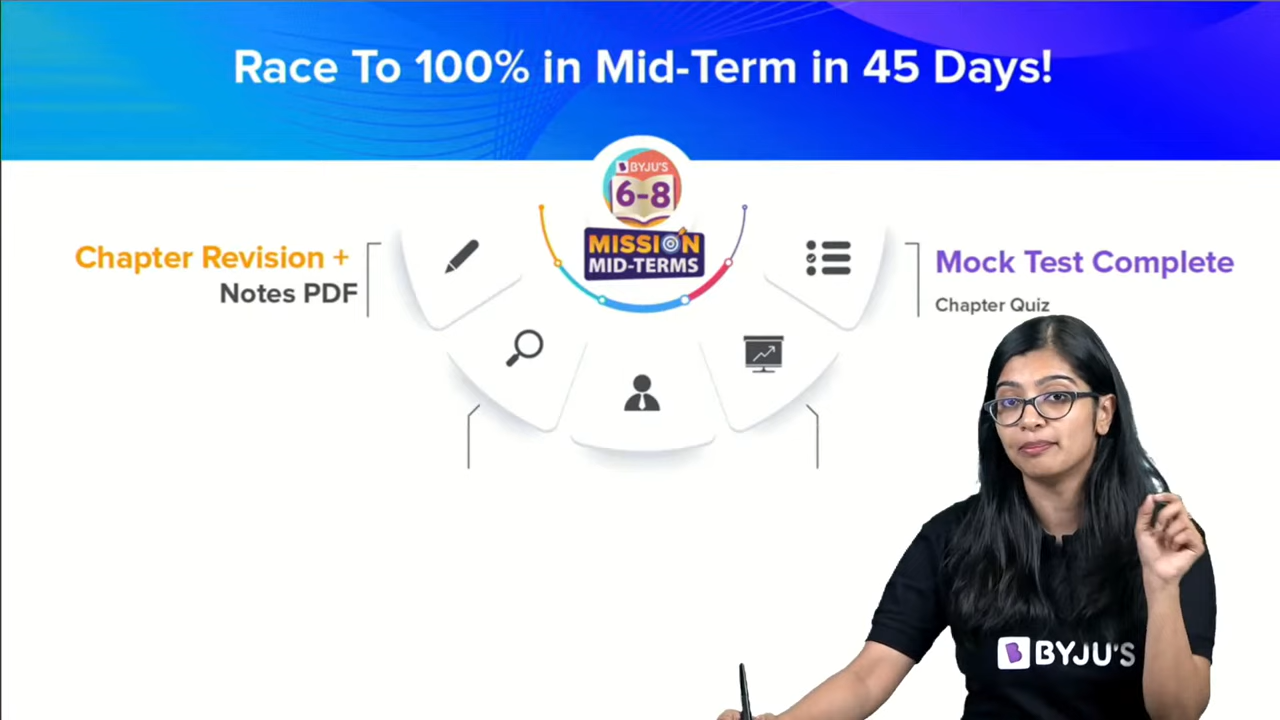 Race To 100% in Mid-Term in 45 Days!
BYJU'S
6-8
MISSION
MID-TERMS
Chapter Revision +
Notes PDF
Mock Test Complete
Chapter Quiz
BYJU'S